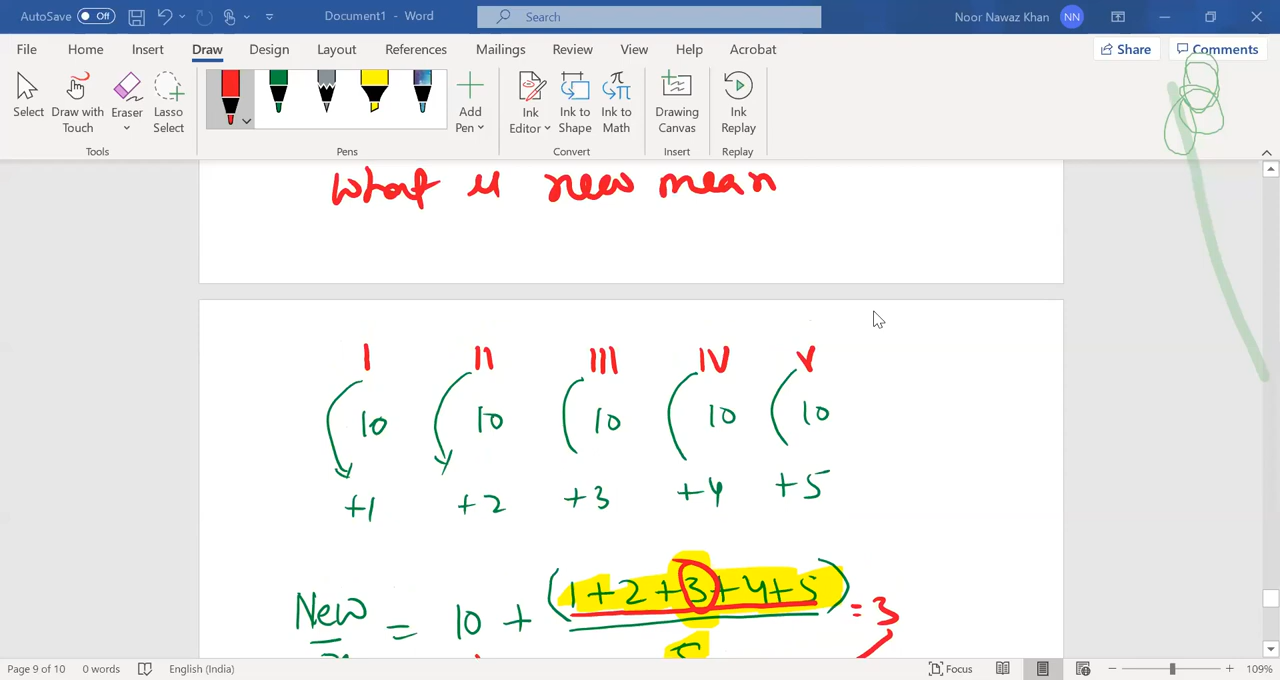 AutoSave Off Document1 - Word Search Noor Nawaz Khan NN
File Home Insert Draw Design Layout References Mailings Review View Help Acrobat Share Comments
Select Draw with Touch Eraser Lasso Select Add Pen Ink Editor Ink to Shape Ink to Math Drawing Canvas Ink Replay
Tools Pens Convert Insert Replay
What is new mean
I II III IV V
10 10 10 10 10
+1 +2 +3 +4 +5
(1+2+3+4+5)
New = 10 + = 3
5
Page 9 of 10 0 words English (India) Focus 109%